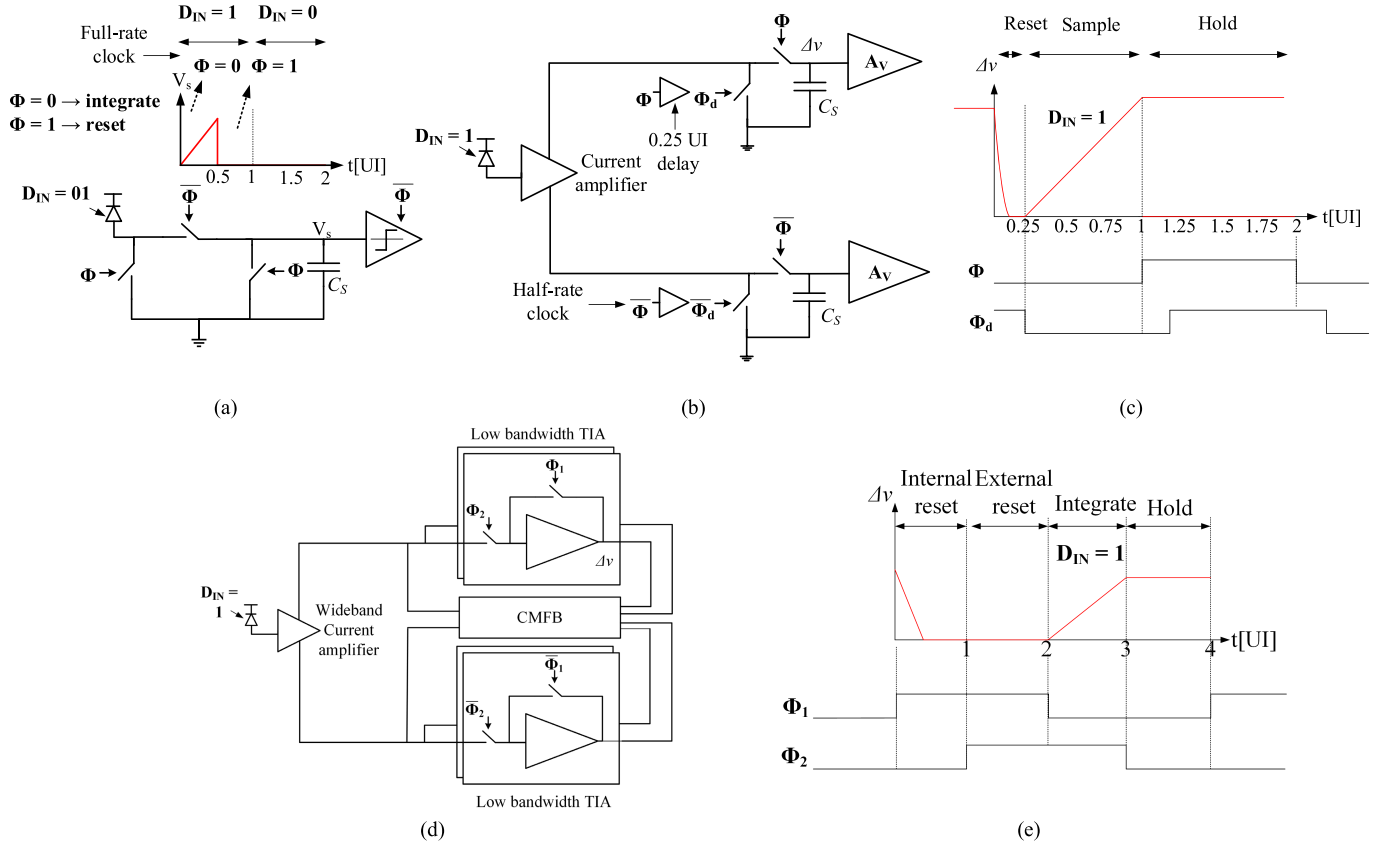 D_IN = 1 D_IN = 0
Full-rate
clock
Φ = 0 Φ = 1
V_s
Φ = 0 → integrate
Φ = 1 → reset
t[UI]
0.5 1 1.5 2
D_IN = 01
Φ̅
Φ̅
V_s
Φ
Φ
C_S
(a)
Φ
Δv
A_V
Φ
Φ_d
C_S
0.25 UI
delay
D_IN = 1
Current
amplifier
Φ̅
A_V
Half-rate
clock
Φ̅
Φ̅_d
C_S
(b)
Reset Sample Hold
Δv
D_IN = 1
t[UI]
0.25 0.5 0.75 1 1.25 1.5 2
Φ
Φ_d
(c)
Low bandwidth TIA
Φ_1
Φ_2
Δv
D_IN =
1
Wideband
Current
amplifier
CMFB
Φ̅_1
Φ̅_2
Low bandwidth TIA
(d)
Internal External
reset reset Integrate Hold
Δv
D_IN = 1
t[UI]
1 2 3 4
Φ_1
Φ_2
(e)